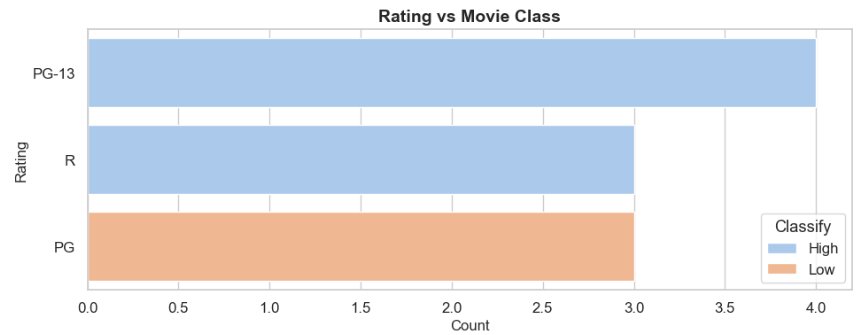 Rating vs Movie Class
PG-13
R
PG
Rating
Classify
High
Low
0.0 0.5 1.0 1.5 2.0 2.5 3.0 3.5 4.0
Count